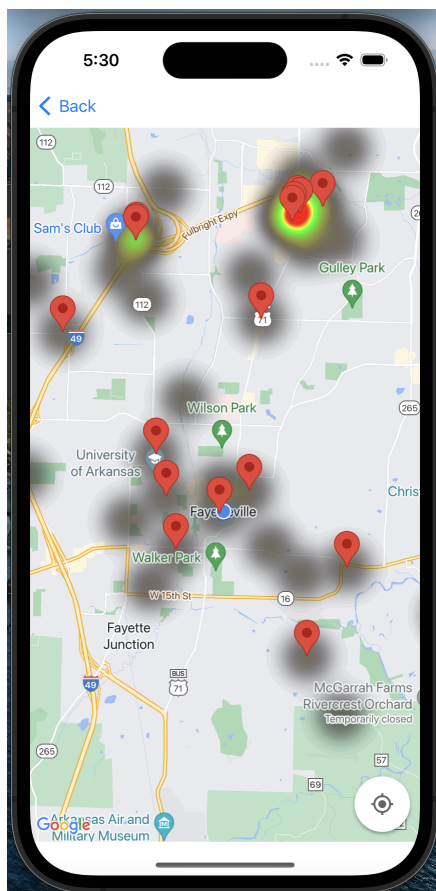 5:30
Back
112
112
Fulbright Expy
Sam's Club
Gulley Park
112
71
49
Wilson Park
265
University
of Arkansas
Christ
Fayetteville
Walker Park
W 15th St
16
Fayette
Junction
BUS
71
49
McGarrah Farms
Rivercrest Orchard
Temporarily closed
265
57
69
Google
Arkansas Air and
Military Museum